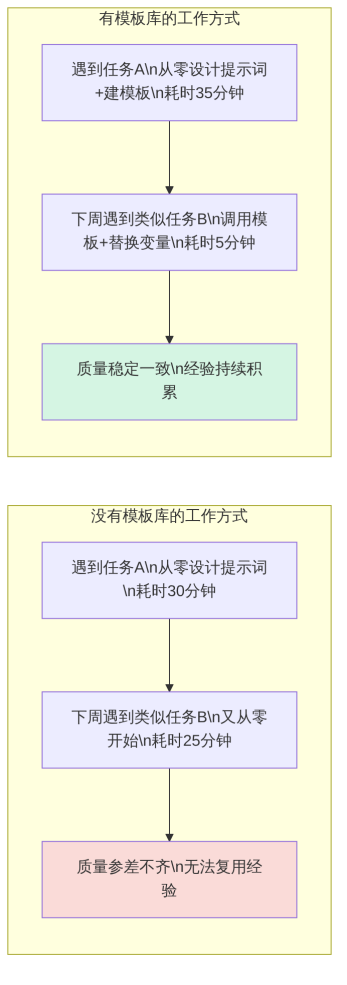 有模板库的工作方式
遇到任务A\n从零设计提示词
+建模板\n耗时35分钟
下周遇到类似任务B\n调用模
板+替换变量\n耗时5分钟
质量稳定一致\n经验持续积
累
没有模板库的工作方式
遇到任务A\n从零设计提示词
\n耗时30分钟
下周遇到类似任务B\n又从零
开始\n耗时25分钟
质量参差不齐\n无法复用经
验